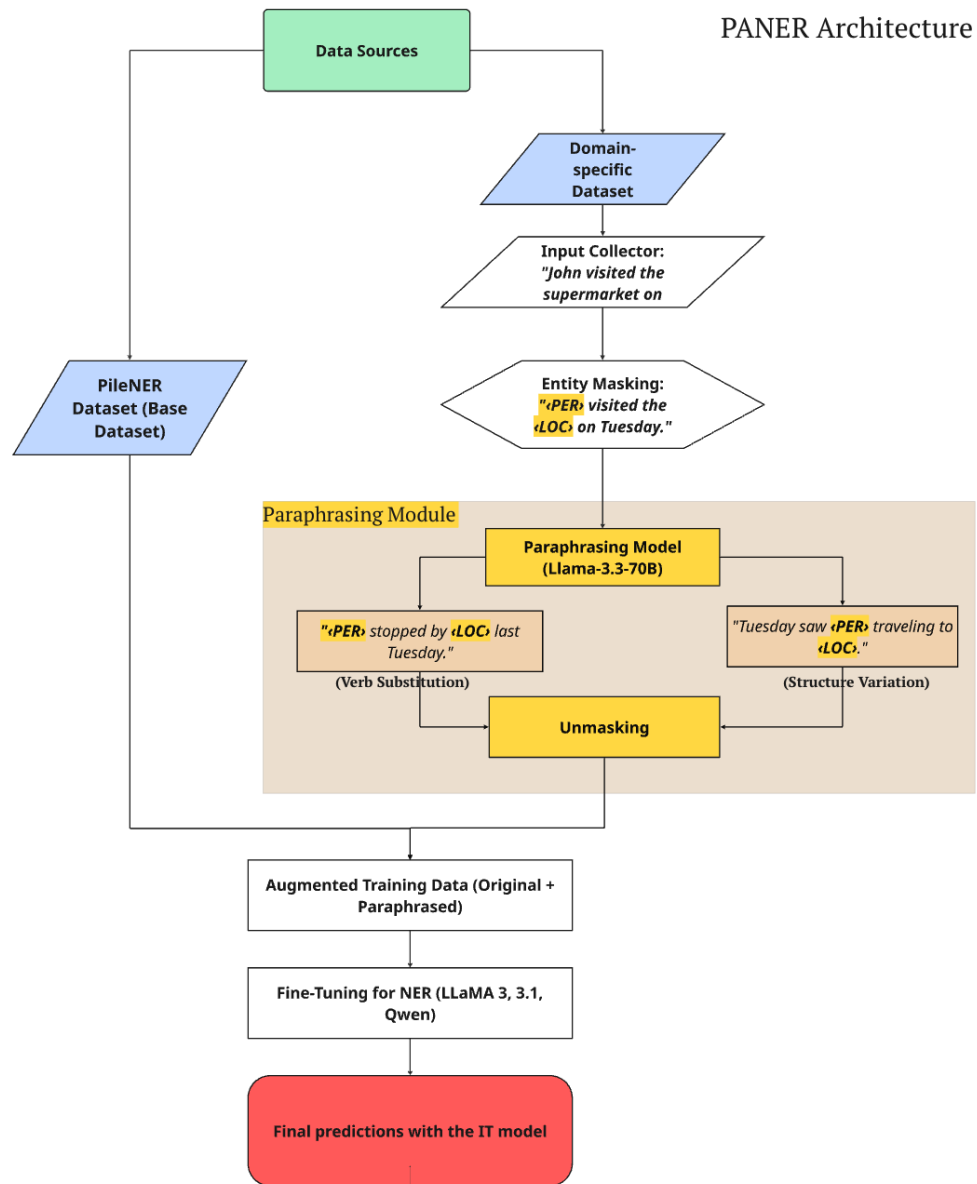 PANER Architecture
Data Sources
Domain-
specific
Dataset
Input Collector:
"John visited the
supermarket on
PileNER
Dataset (Base
Dataset)
Entity Masking:
"‹PER› visited the
‹LOC› on Tuesday."
Paraphrasing Module
Paraphrasing Model
(Llama-3.3-70B)
"‹PER› stopped by ‹LOC› last
Tuesday."
(Verb Substitution)
"Tuesday saw ‹PER› traveling to
‹LOC›."
(Structure Variation)
Unmasking
Augmented Training Data (Original +
Paraphrased)
Fine-Tuning for NER (LLaMA 3, 3.1,
Qwen)
Final predictions with the IT model